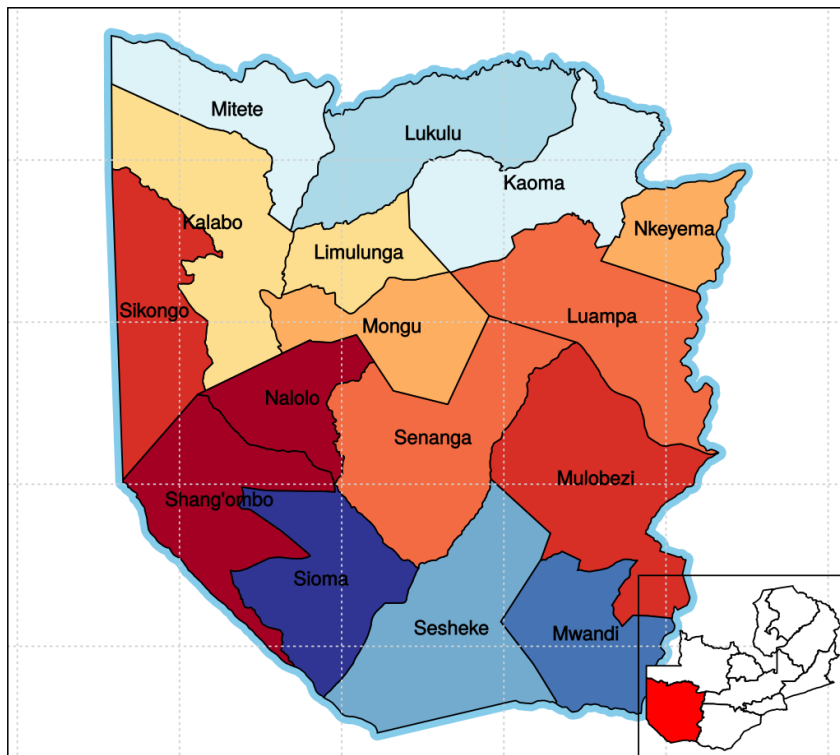 Mitete
Lukulu
Kaoma
Kalabo
Nkeyema
Limulunga
Sikongo
Mongu
Luampa
Nalolo
Senanga
Mulobezi
Shang'ombo
Sioma
Sesheke
Mwandi